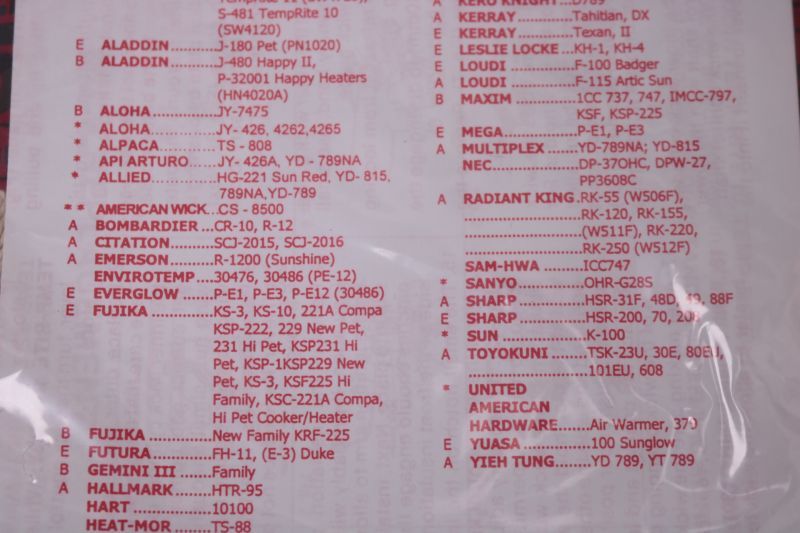 S-481 TempRite 10
(SW4120)
E ALADDIN..........J-180 Pet (PN1020)
B ALADDIN..........J-480 Happy II,
P-32001 Happy Heaters
(HN4020A)
B ALOHA..............JY-7475
* ALOHA..............JY- 426, 4262,4265
* ALPACA.............TS - 808
* API ARTURO......JY- 426A, YD - 789NA
* ALLIED..............HG-221 Sun Red, YD- 815,
789NA,YD-789
** AMERICAN WICK...CS - 8500
A BOMBARDIER...CR-10, R-12
A CITATION..........SCJ-2015, SCJ-2016
A EMERSON..........R-1200 (Sunshine)
ENVIROTEMP....30476, 30486 (PE-12)
E EVERGLOW.......P-E1, P-E3, P-E12 (30486)
E FUJIKA..............KS-3, KS-10, 221A Compa
KSP-222, 229 New Pet,
231 Hi Pet, KSP231 Hi
Pet, KSP-1KSP229 New
Pet, KS-3, KSF225 Hi
Family, KSC-221A Compa,
Hi Pet Cooker/Heater
B FUJIKA..............New Family KRF-225
E FUTURA.............FH-11, (E-3) Duke
B GEMINI III........Family
A HALLMARK........HTR-95
HART.................10100
HEAT-MOR........TS-88
A KERO KNIGHT...D789
A KERRAY..............Tahitian, DX
E KERRAY..............Texan, II
E LESLIE LOCKE...KH-1, KH-4
E LOUDI................F-100 Badger
A LOUDI................F-115 Artic Sun
B MAXIM...............1CC 737, 747, IMCC-797,
KSF, KSP-225
E MEGA..................P-E1, P-E3
A MULTIPLEX........YD-789NA; YD-815
NEC....................DP-37OHC, DPW-27,
PP3608C
A RADIANT KING.RK-55 (W506F),
..........................RK-120, RK-155,
..........................(W511F), RK-220,
..........................RK-250 (W512F)
SAM-HWA..........ICC747
* SANYO...............OHR-G28S
A SHARP................HSR-31F, 48D, 49, 88F
E SHARP................HSR-200, 70,
* SUN....................K-100
A TOYOKUNI.........TSK-23U, 30E, 80EU,
..........................101EU, 608
* UNITED
AMERICAN
HARDWARE.......Air Warmer, 370
E YUASA................100 Sunglow
A YIEH TUNG.........YD 789, YT 789